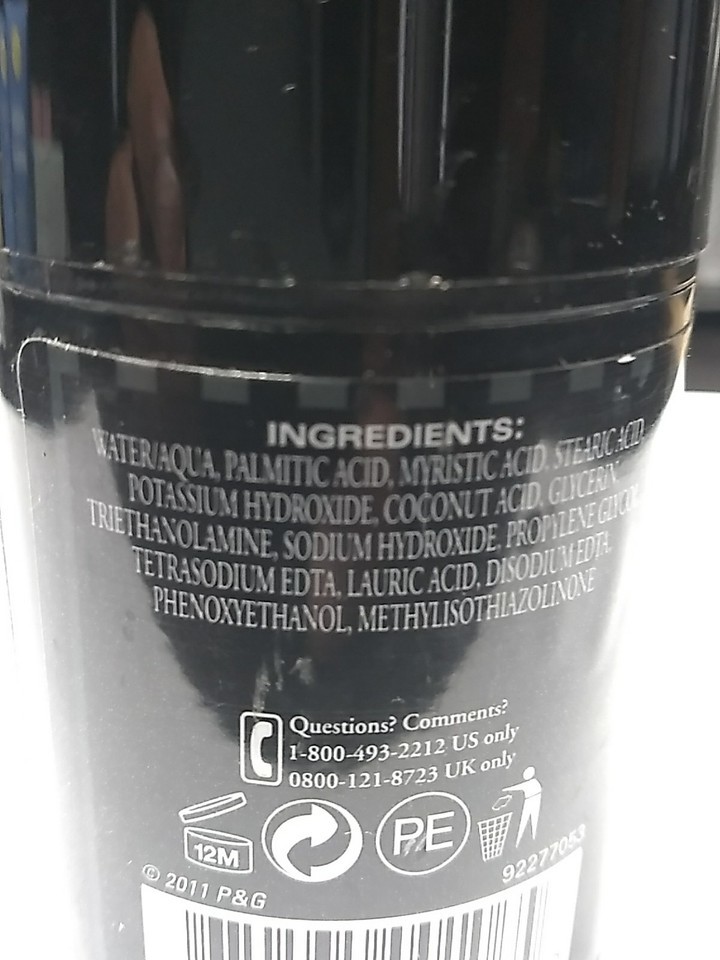 INGREDIENTS:
WATER/AQUA, PALMITIC ACID, MYRISTIC ACID, STEARIC ACID,
POTASSIUM HYDROXIDE, COCONUT ACID, GLYCERIN,
TRIETHANOLAMINE, SODIUM HYDROXIDE, PROPYLENE GLYCOL,
TETRASODIUM EDTA, LAURIC ACID, DISODIUM EDTA,
PHENOXYETHANOL, METHYLISOTHIAZOLINONE
Questions? Comments?
1-800-493-2212 US only
0800-121-8723 UK only
12M
PE
© 2011 P&G
92277053